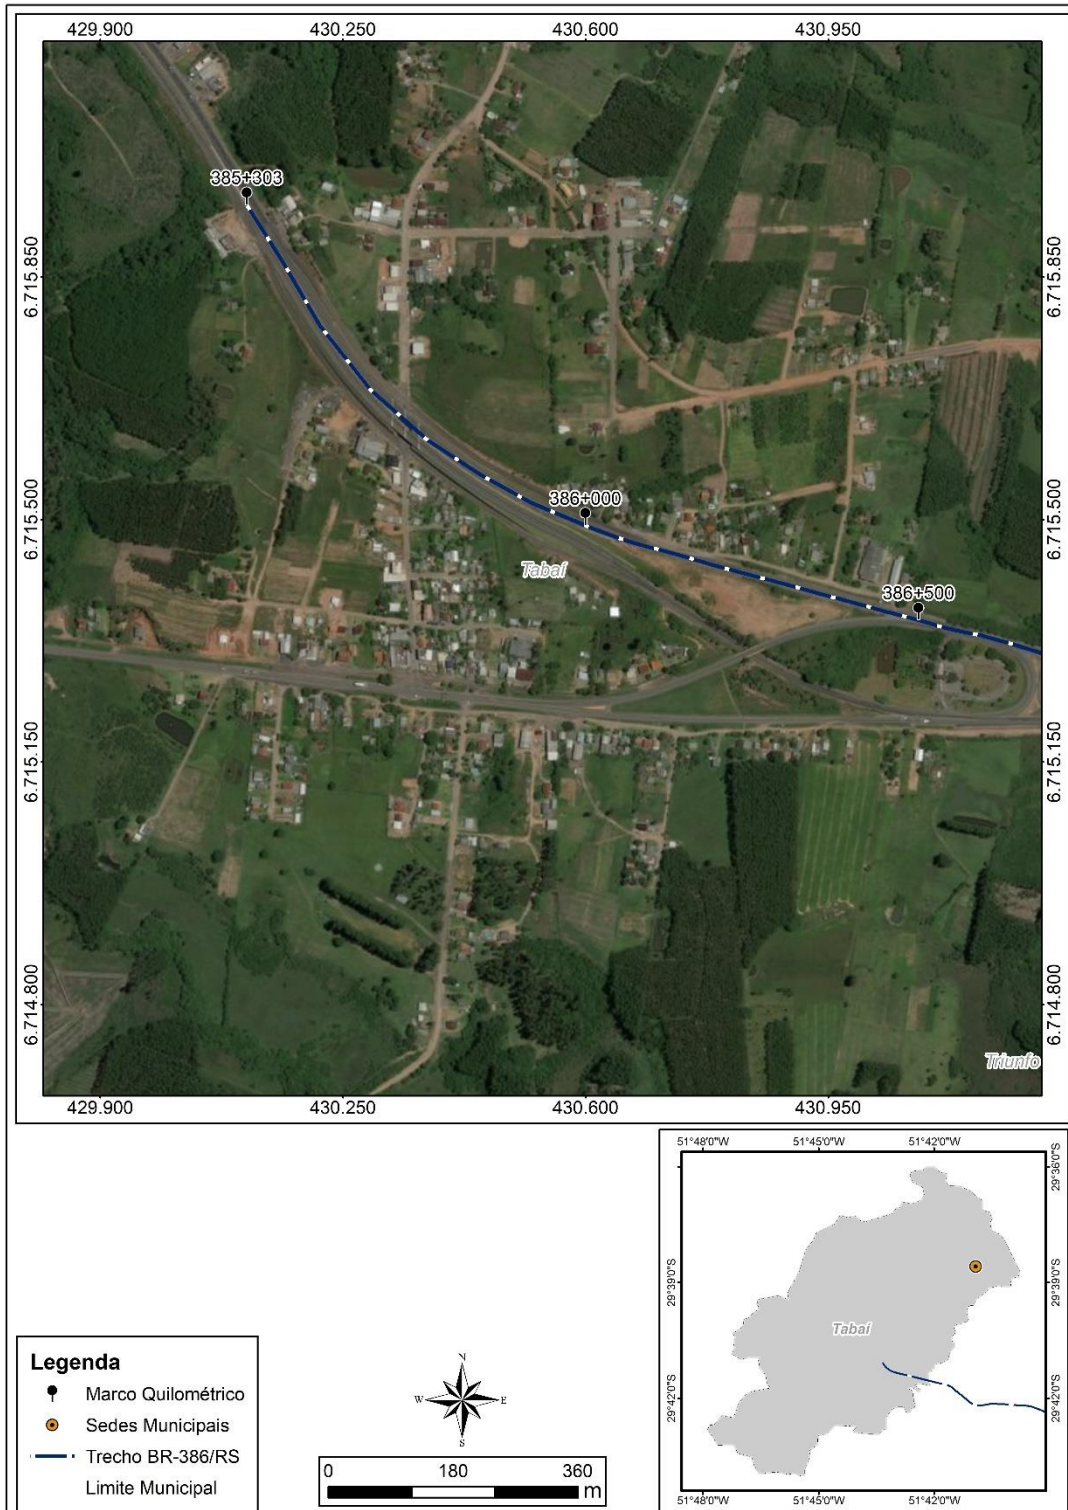 429.900 430.250 430.600 430.950
385+303
6.715.850 6.715.850
386+000
6.715.500 6.715.500
Tabaí
386+500
6.715.150 6.715.150
6.714.800 6.714.800
Triunfo
429.900 430.250 430.600 430.950
51°48'0"W 51°45'0"W 51°42'0"W
29°36'0"S
29°39'0"S 29°39'0"S
Tabaí
29°42'0"S 29°42'0"S
51°48'0"W 51°45'0"W 51°42'0"W
Legenda
Marco Quilométrico
Sedes Municipais
Trecho BR-386/RS
Limite Municipal
N
W E
S
0 180 360
m